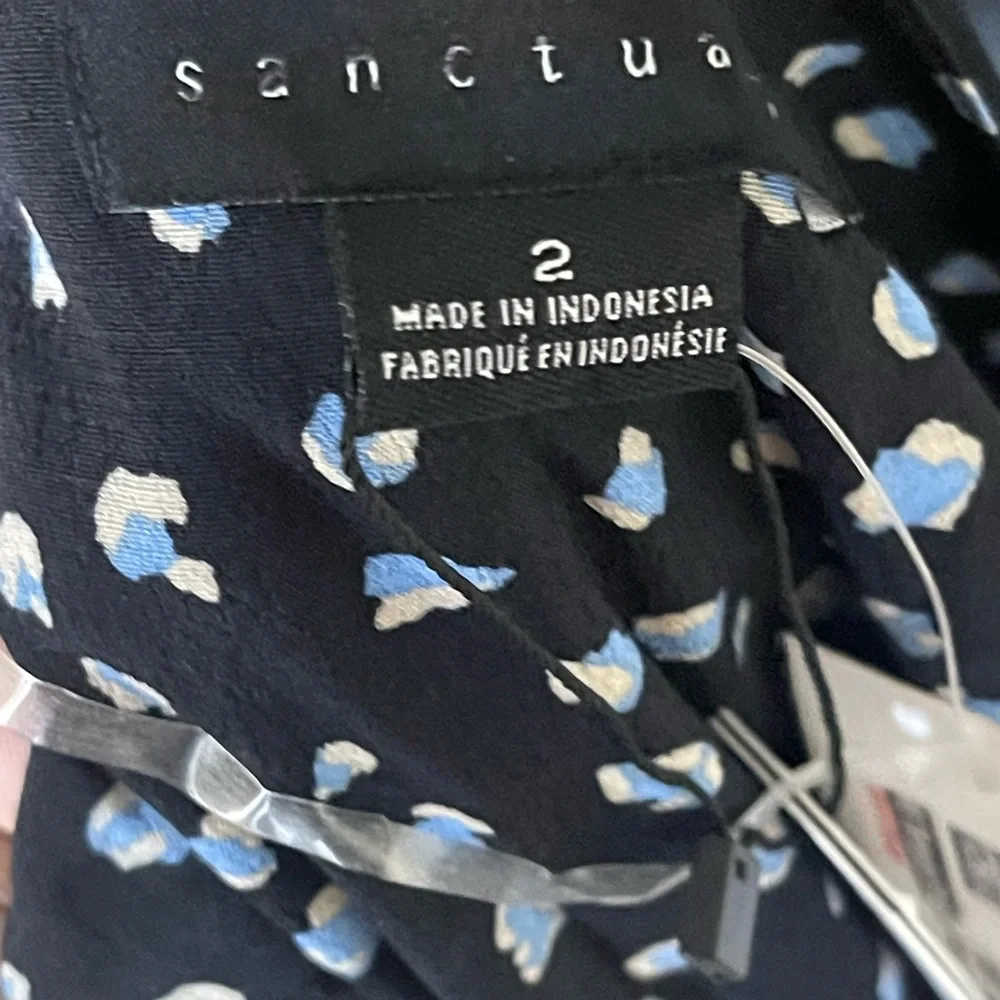 sanctua
2
MADE IN INDONESIA
FABRIQUÉ EN INDONÉSIE